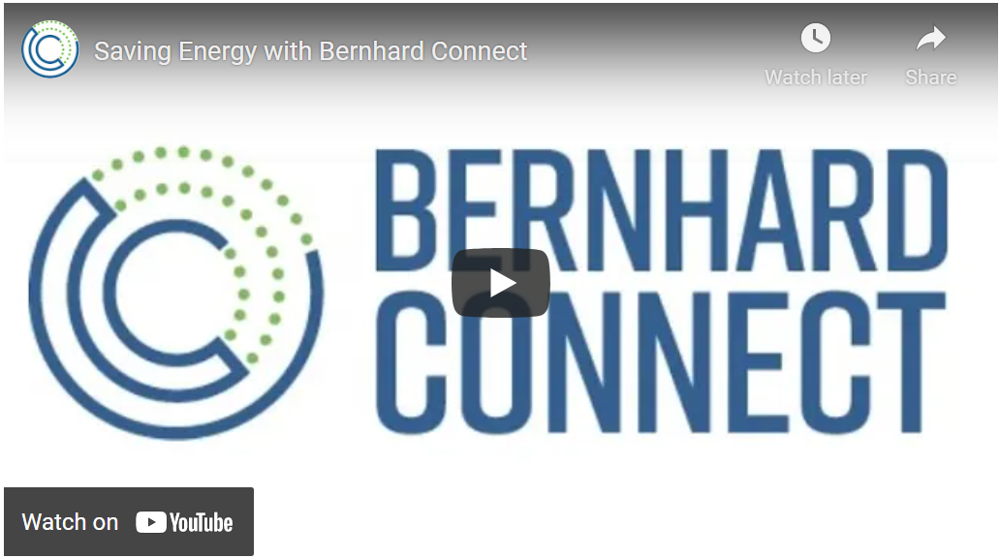 Saving Energy with Bernhard Connect
Watch later
Share
BERNHARD
CONNECT
Watch on YouTube